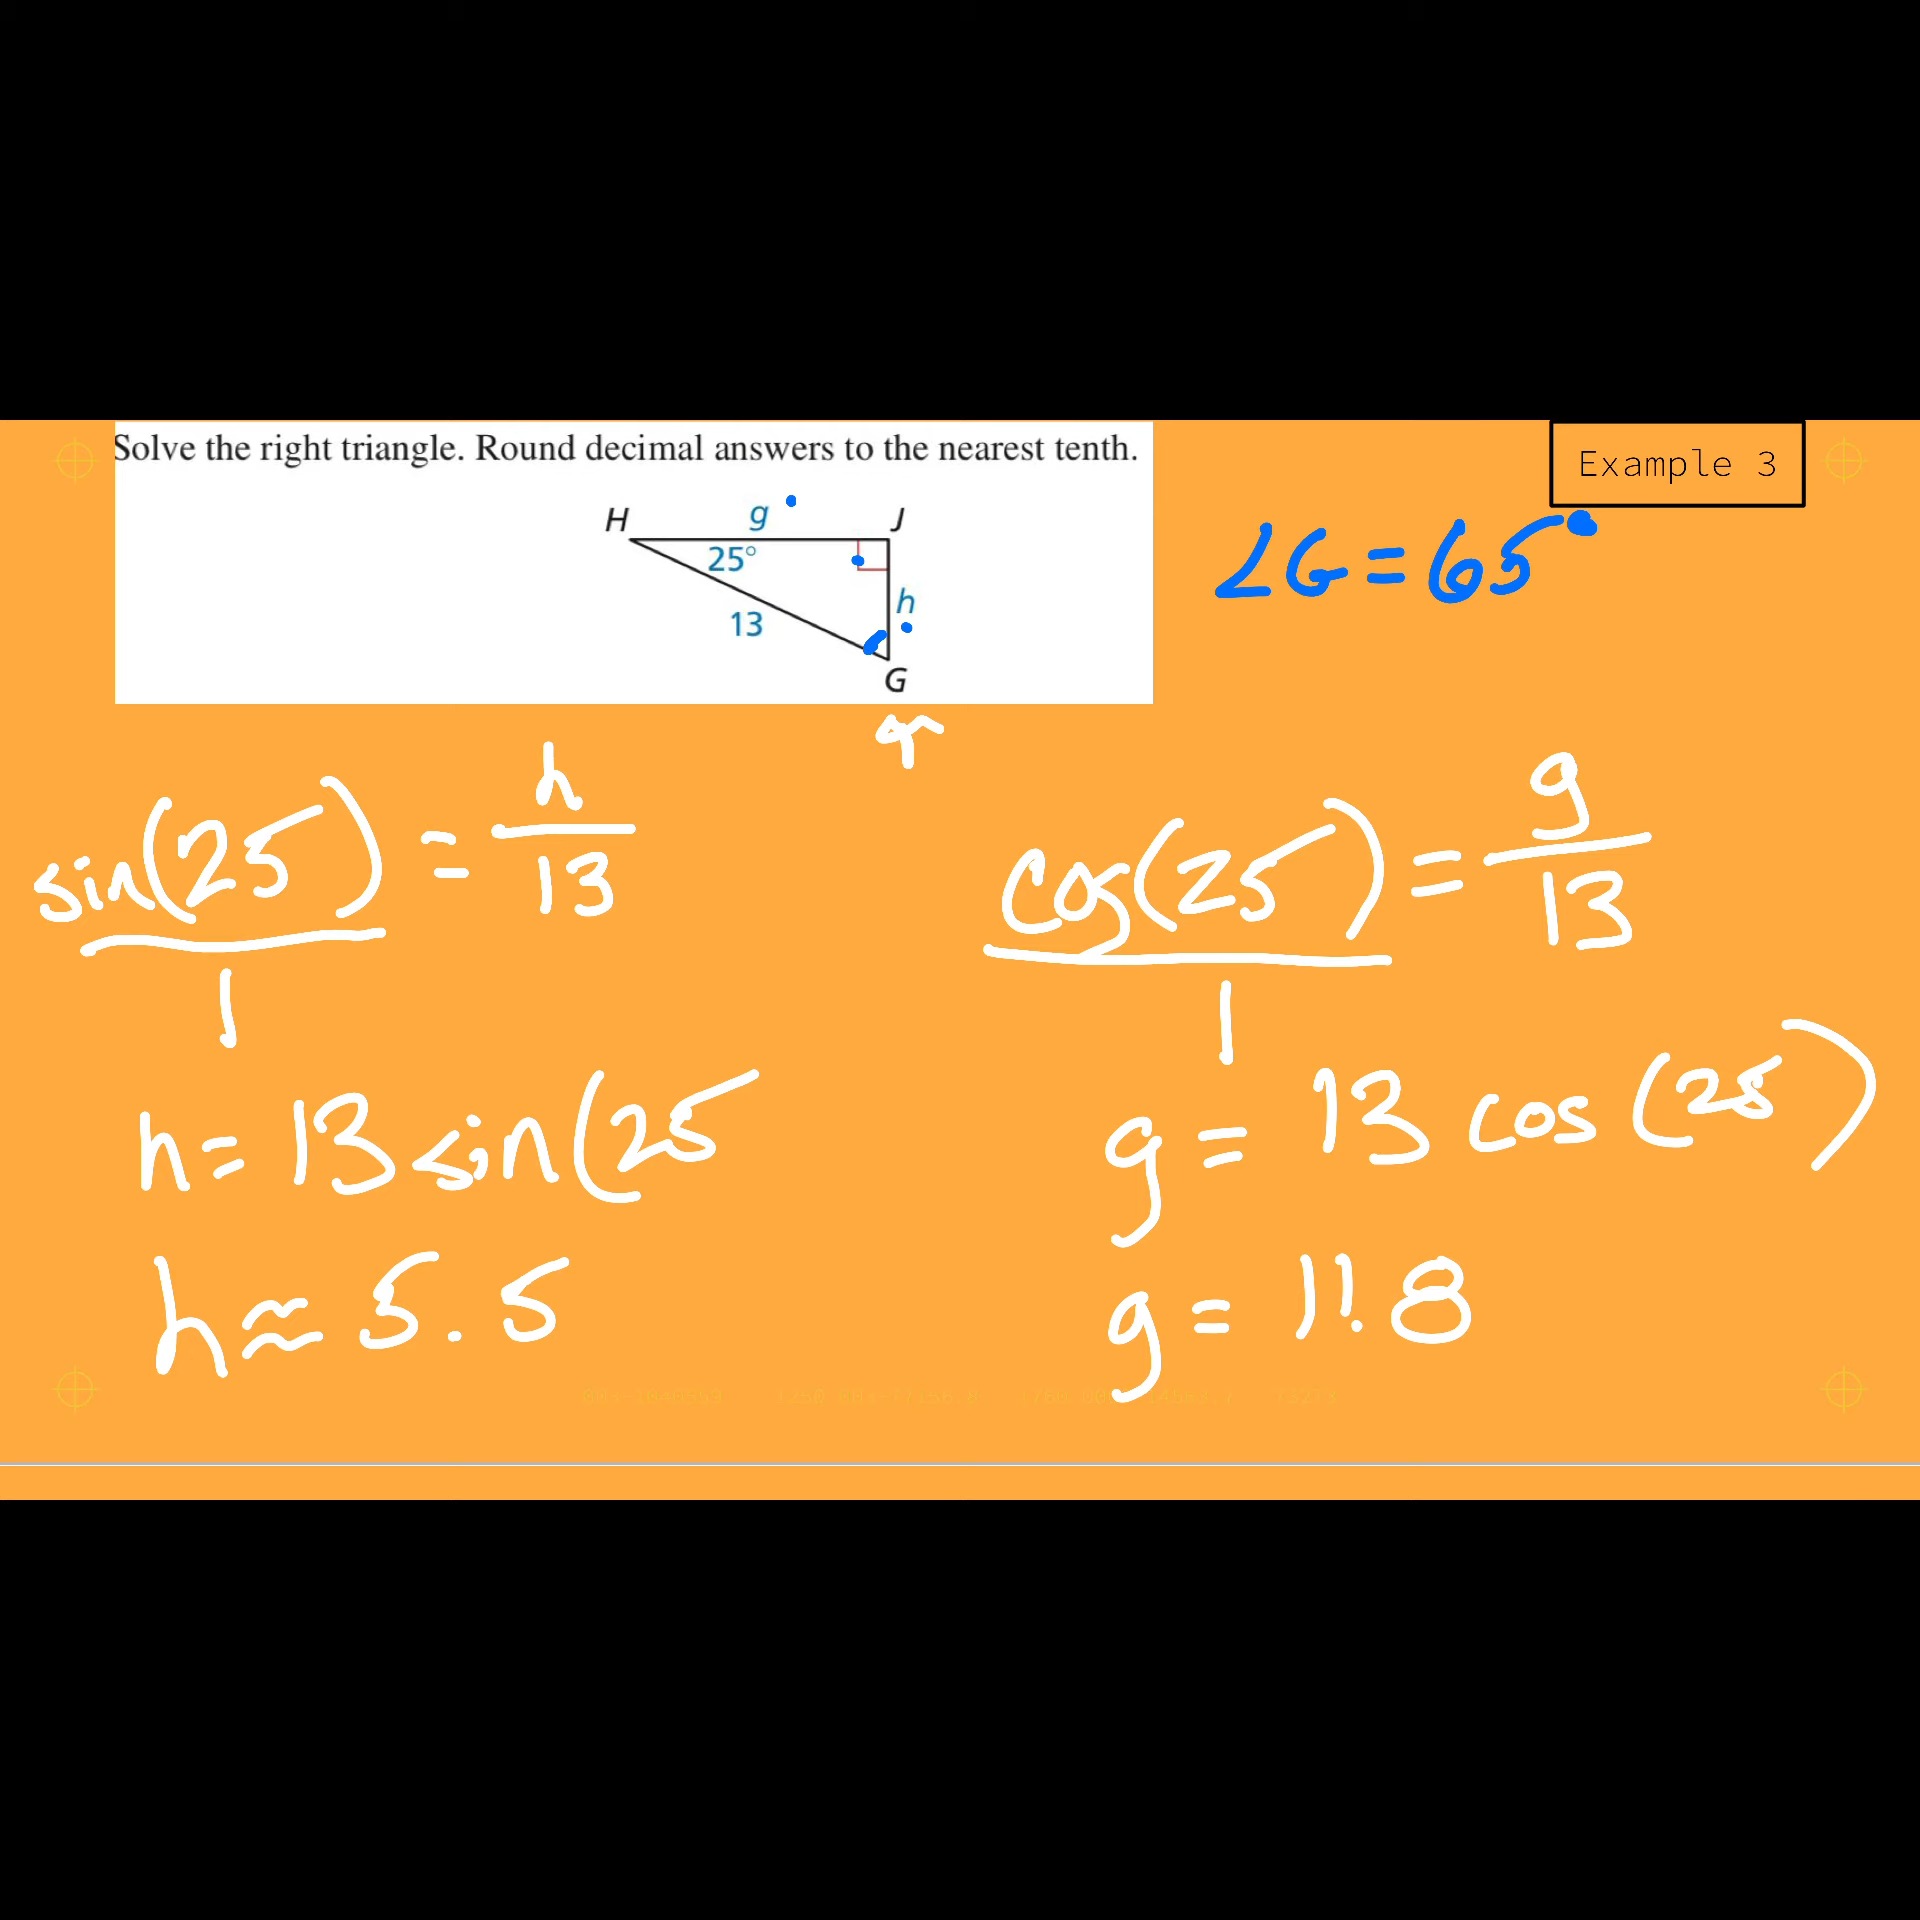 Solve the right triangle. Round decimal answers to the nearest tenth.
Example 3
H g J
25°
h
13
G
∠G = 65°
sin(25) / 1 = h / 13
cos(25) / 1 = g / 13
h = 13 sin(25
g = 13 cos(25)
h ≈ 5.5
g = 11.8